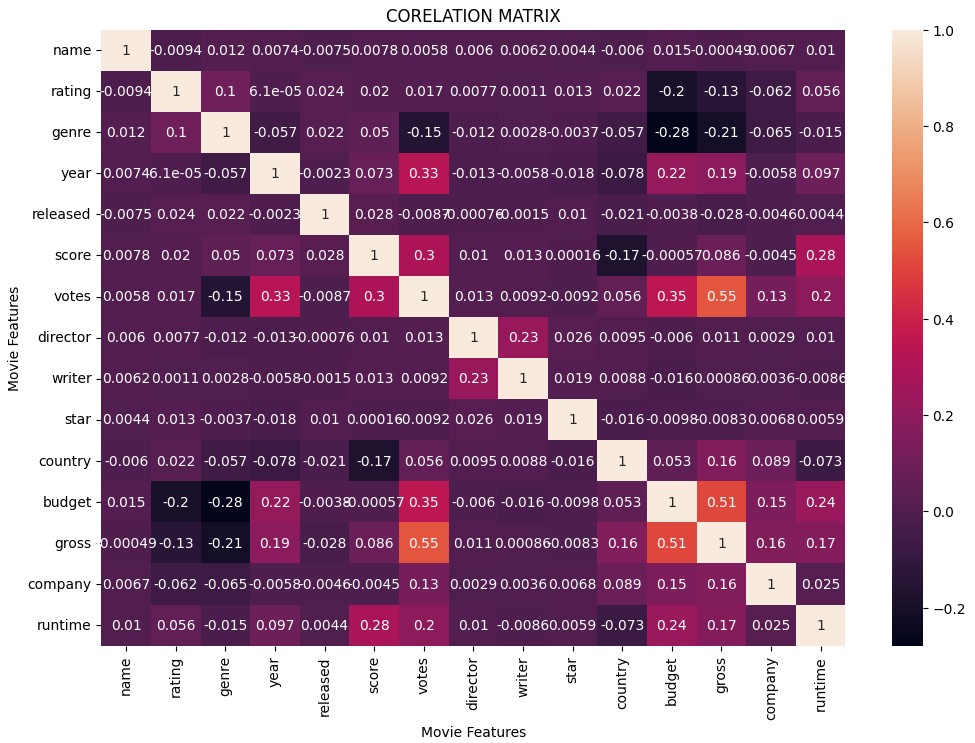 CORELATION MATRIX
name 1 -0.0094 0.012 0.0074 -0.0075 0.0078 0.0058 0.006 0.0062 0.0044 -0.006 0.015 -0.00049 0.0067 0.01
rating -0.0094 1 0.1 6.1e-05 0.024 0.02 0.017 0.0077 0.0011 0.013 0.022 -0.2 -0.13 -0.062 0.056
genre 0.012 0.1 1 -0.057 0.022 0.05 -0.15 -0.012 0.0028 -0.0037 -0.057 -0.28 -0.21 -0.065 -0.015
year 0.0074 6.1e-05 -0.057 1 -0.0023 0.073 0.33 -0.013 -0.0058 -0.018 -0.078 0.22 0.19 -0.0058 0.097
released -0.0075 0.024 0.022 -0.0023 1 0.028 -0.0087 -0.00076 -0.0015 0.01 -0.021 -0.0038 -0.028 -0.0046 0.0044
score 0.0078 0.02 0.05 0.073 0.028 1 0.3 0.01 0.013 0.00016 -0.17 -0.00057 0.086 -0.0045 0.28
votes 0.0058 0.017 -0.15 0.33 -0.0087 0.3 1 0.013 0.0092 -0.0092 0.056 0.35 0.55 0.13 0.2
director 0.006 0.0077 -0.012 -0.013 -0.00076 0.01 0.013 1 0.23 0.026 0.0095 -0.006 0.011 0.0029 0.01
writer 0.0062 0.0011 0.0028 -0.0058 -0.0015 0.013 0.0092 0.23 1 0.019 0.0088 -0.016 0.00086 0.0036 -0.0086
star 0.0044 0.013 -0.0037 -0.018 0.01 0.00016 -0.0092 0.026 0.019 1 -0.016 -0.0098 -0.0083 0.0068 0.0059
country -0.006 0.022 -0.057 -0.078 -0.021 -0.17 0.056 0.0095 0.0088 -0.016 1 0.053 0.16 0.089 -0.073
budget 0.015 -0.2 -0.28 0.22 -0.0038 -0.00057 0.35 -0.006 -0.016 -0.0098 0.053 1 0.51 0.15 0.24
gross -0.00049 -0.13 -0.21 0.19 -0.028 0.086 0.55 0.011 0.00086 -0.0083 0.16 0.51 1 0.16 0.17
company 0.0067 -0.062 -0.065 -0.0058 -0.0046 -0.0045 0.13 0.0029 0.0036 0.0068 0.089 0.15 0.16 1 0.025
runtime 0.01 0.056 -0.015 0.097 0.0044 0.28 0.2 0.01 -0.0086 0.0059 -0.073 0.24 0.17 0.025 1
name rating genre year released score votes director writer star country budget gross company runtime
Movie Features
Movie Features
1.0
0.8
0.6
0.4
0.2
0.0
−0.2